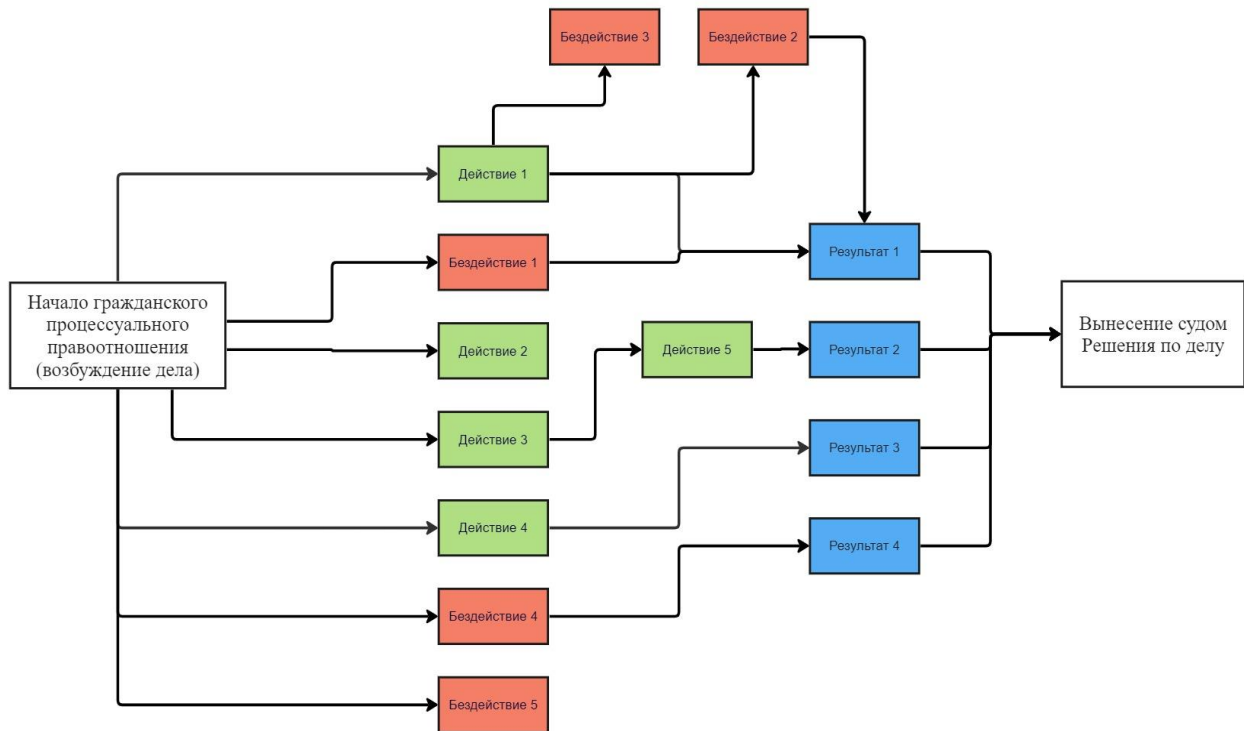 Бездействие 3
Бездействие 2
Действие 1
Результат 1
Бездействие 1
Начало гражданского
процессуального
правоотношения
(возбуждение дела)
Вынесение судом
Решения по делу
Действие 2
Действие 5
Результат 2
Действие 3
Результат 3
Действие 4
Результат 4
Бездействие 4
Бездействие 5